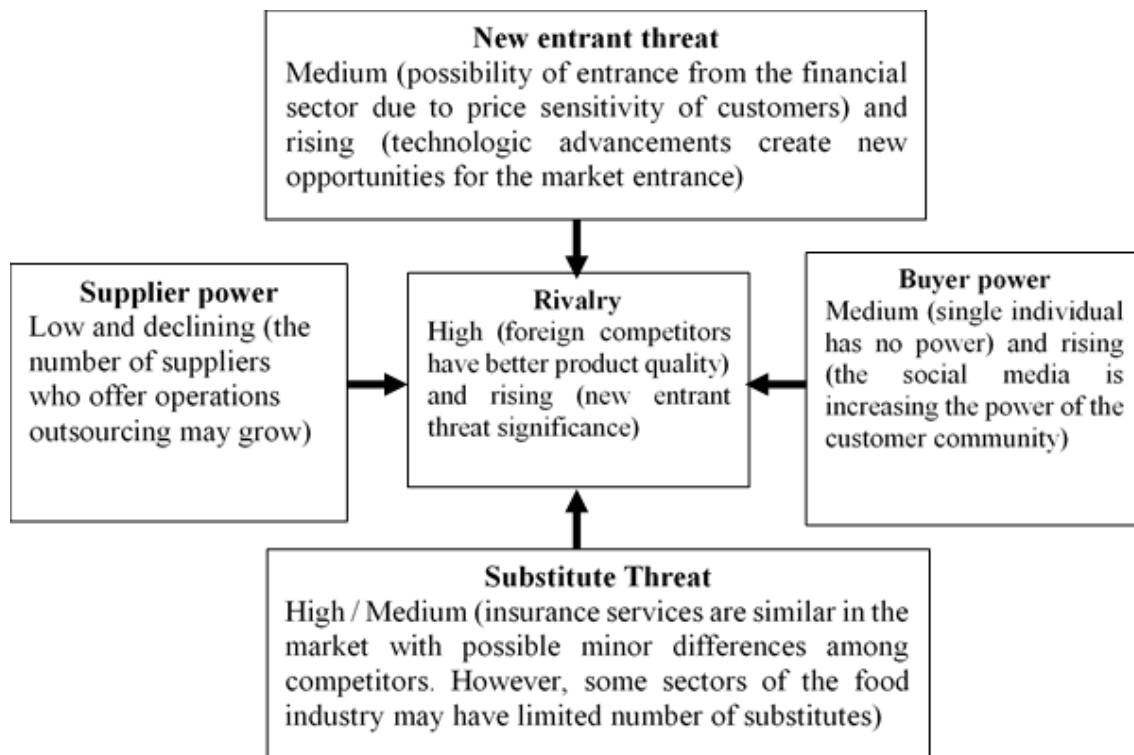 New entrant threat
Medium (possibility of entrance from the financial
sector due to price sensitivity of customers) and
rising (technologic advancements create new
opportunities for the market entrance)
Supplier power
Low and declining (the
number of suppliers
who offer operations
outsourcing may grow)
Rivalry
High (foreign competitors
have better product quality)
and rising (new entrant
threat significance)
Buyer power
Medium (single individual
has no power) and rising
(the social media is
increasing the power of the
customer community)
Substitute Threat
High / Medium (insurance services are similar in the
market with possible minor differences among
competitors. However, some sectors of the food
industry may have limited number of substitutes)